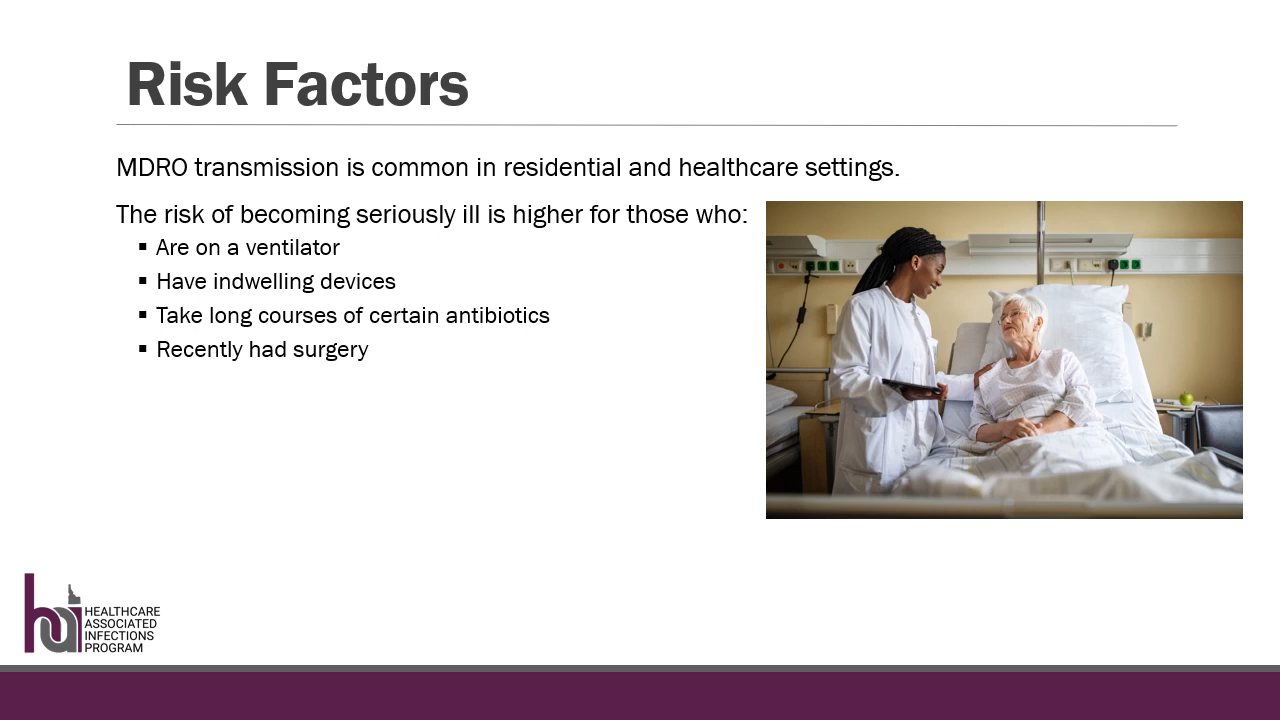 Risk Factors
MDRO transmission is common in residential and healthcare settings.
The risk of becoming seriously ill is higher for those who:
▪ Are on a ventilator
▪ Have indwelling devices
▪ Take long courses of certain antibiotics
▪ Recently had surgery
hai
HEALTHCARE
ASSOCIATED
INFECTIONS
PROGRAM